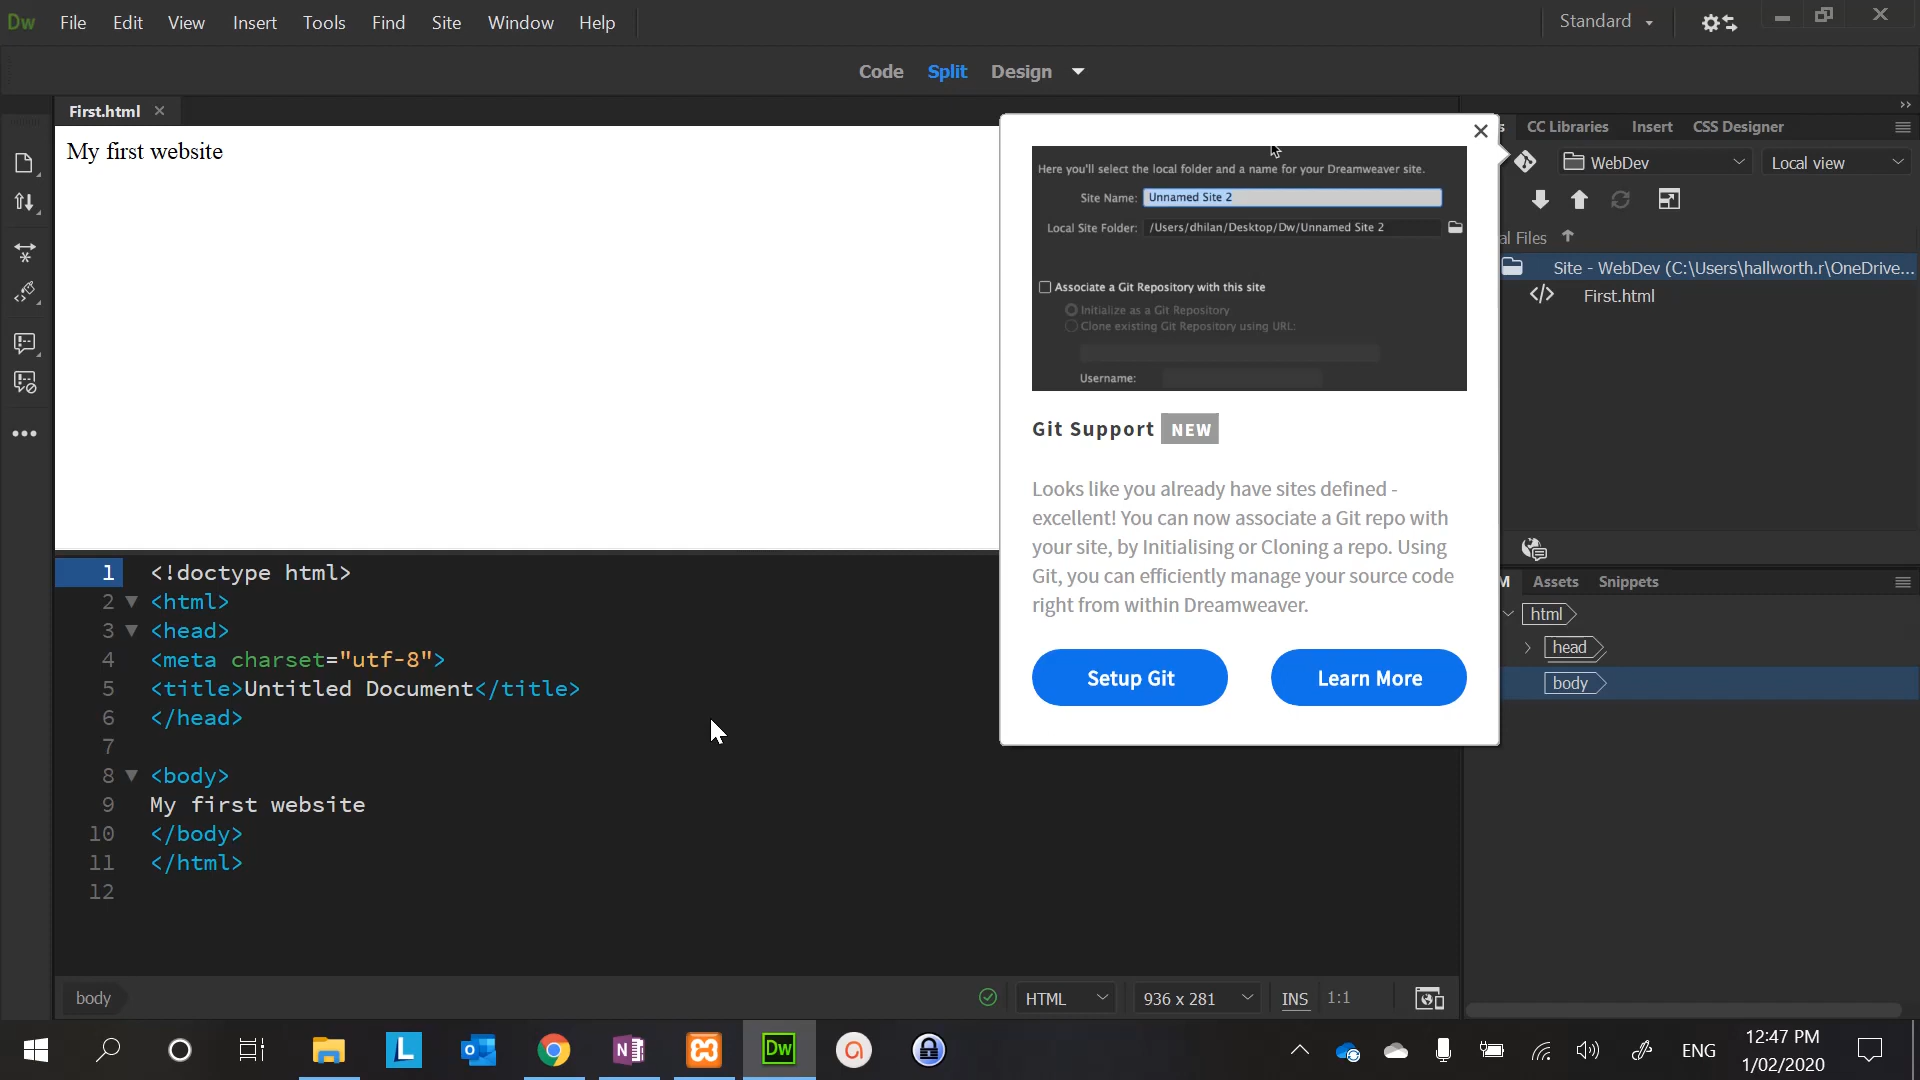 Dw File Edit View Insert Tools Find Site Window Help Standard
Code Split Design
First.html
My first website
Here you'll select the local folder and a name for your Dreamweaver site.
Site Name: Unnamed Site 2
Local Site Folder: /Users/dhilan/Desktop/Dw/Unnamed Site 2
Associate a Git Repository with this site
Initialize as a Git Repository
Clone existing Git Repository using URL:
Username:
Git Support NEW
Looks like you already have sites defined -
excellent! You can now associate a Git repo with
your site, by Initialising or Cloning a repo. Using
Git, you can efficiently manage your source code
right from within Dreamweaver.
Setup Git Learn More
s CC Libraries Insert CSS Designer
WebDev Local view
al Files
Site - WebDev (C:\Users\hallworth.r\OneDrive...
First.html
M Assets Snippets
html
head
body
1 <!doctype html>
2 <html>
3 <head>
4 <meta charset="utf-8">
5 <title>Untitled Document</title>
6 </head>
7
8 <body>
9 My first website
10 </body>
11 </html>
12
body HTML 936 x 281 INS 1:1
L N Dw ENG 12:47 PM
1/02/2020